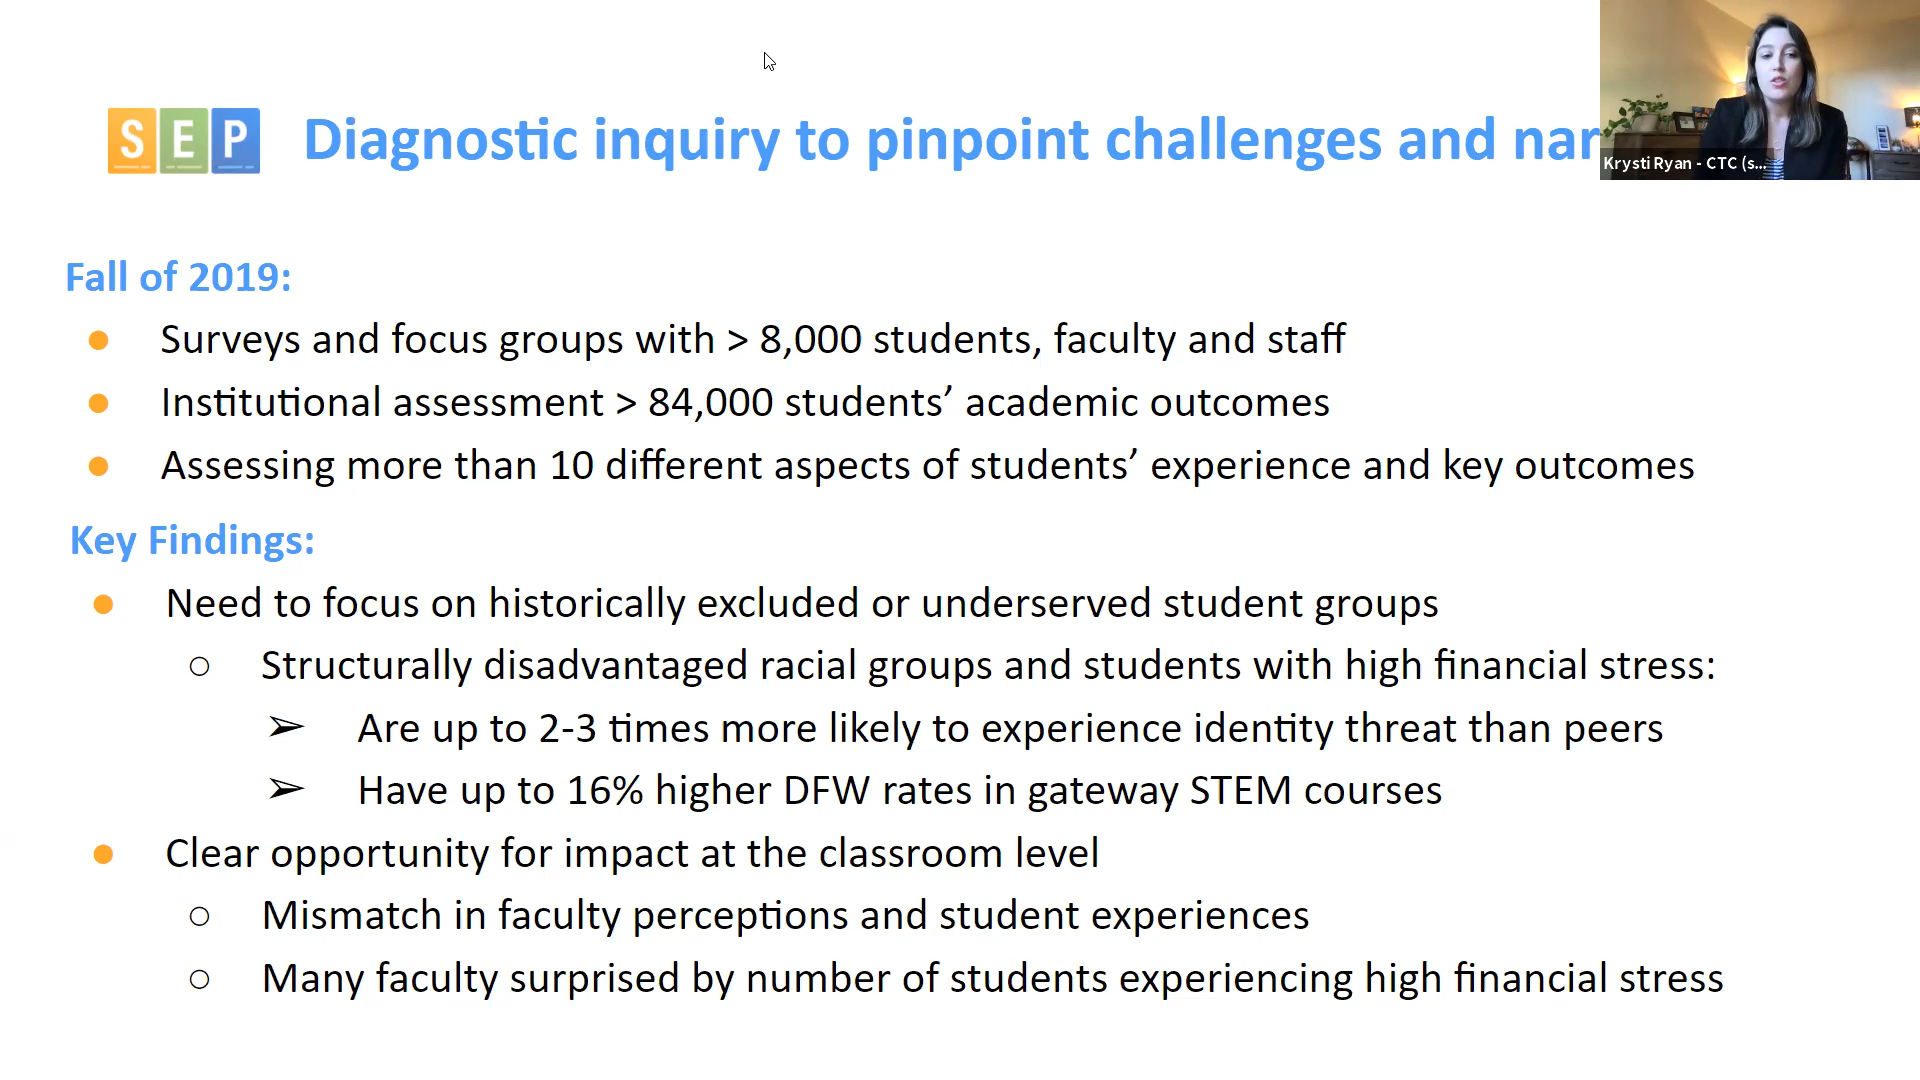 SEP
Diagnostic inquiry to pinpoint challenges and nar
Krysti Ryan - CTC (s...
Fall of 2019:
● Surveys and focus groups with > 8,000 students, faculty and staff
● Institutional assessment > 84,000 students’ academic outcomes
● Assessing more than 10 different aspects of students’ experience and key outcomes
Key Findings:
● Need to focus on historically excluded or underserved student groups
○ Structurally disadvantaged racial groups and students with high financial stress:
➢ Are up to 2-3 times more likely to experience identity threat than peers
➢ Have up to 16% higher DFW rates in gateway STEM courses
● Clear opportunity for impact at the classroom level
○ Mismatch in faculty perceptions and student experiences
○ Many faculty surprised by number of students experiencing high financial stress